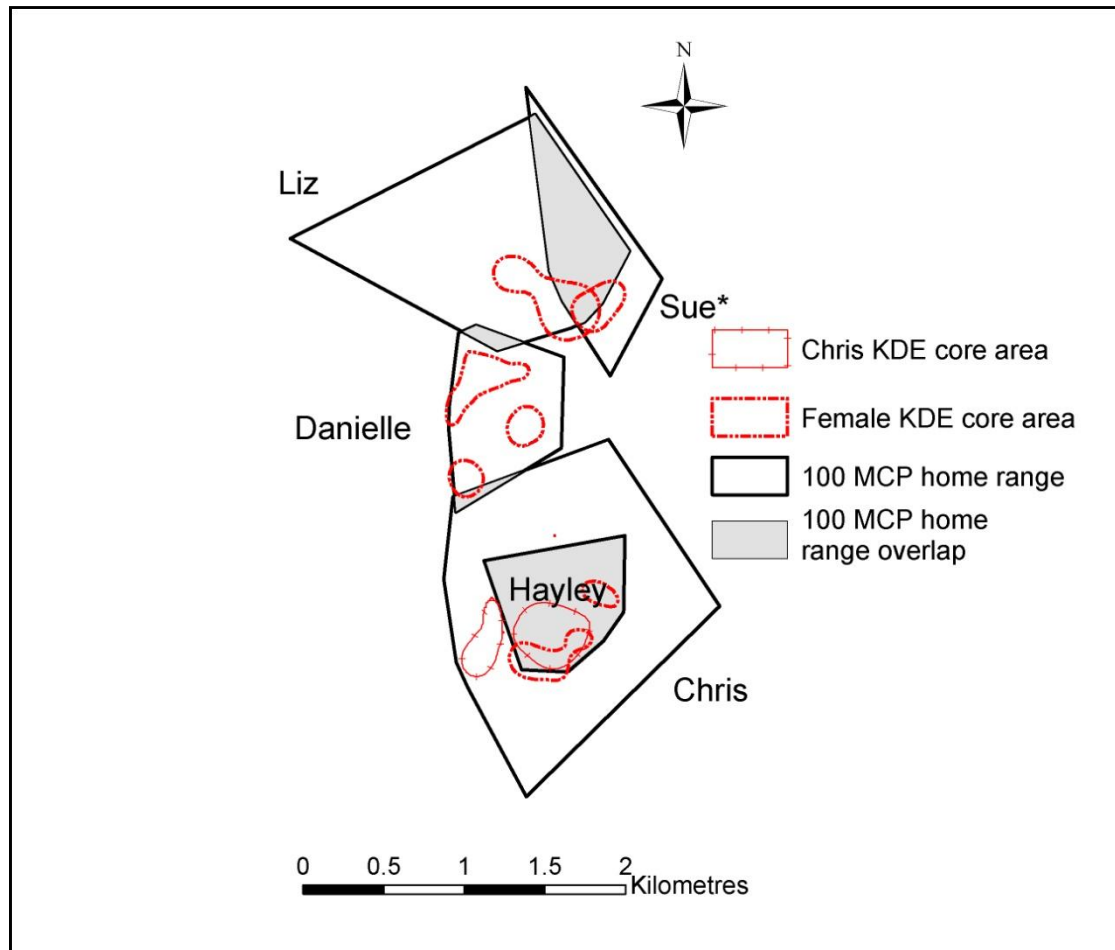 N
Liz
Sue*
Chris KDE core area
Danielle
Female KDE core area
100 MCP home range
100 MCP home
range overlap
Hayley
Chris
0 0.5 1 1.5 2
Kilometres